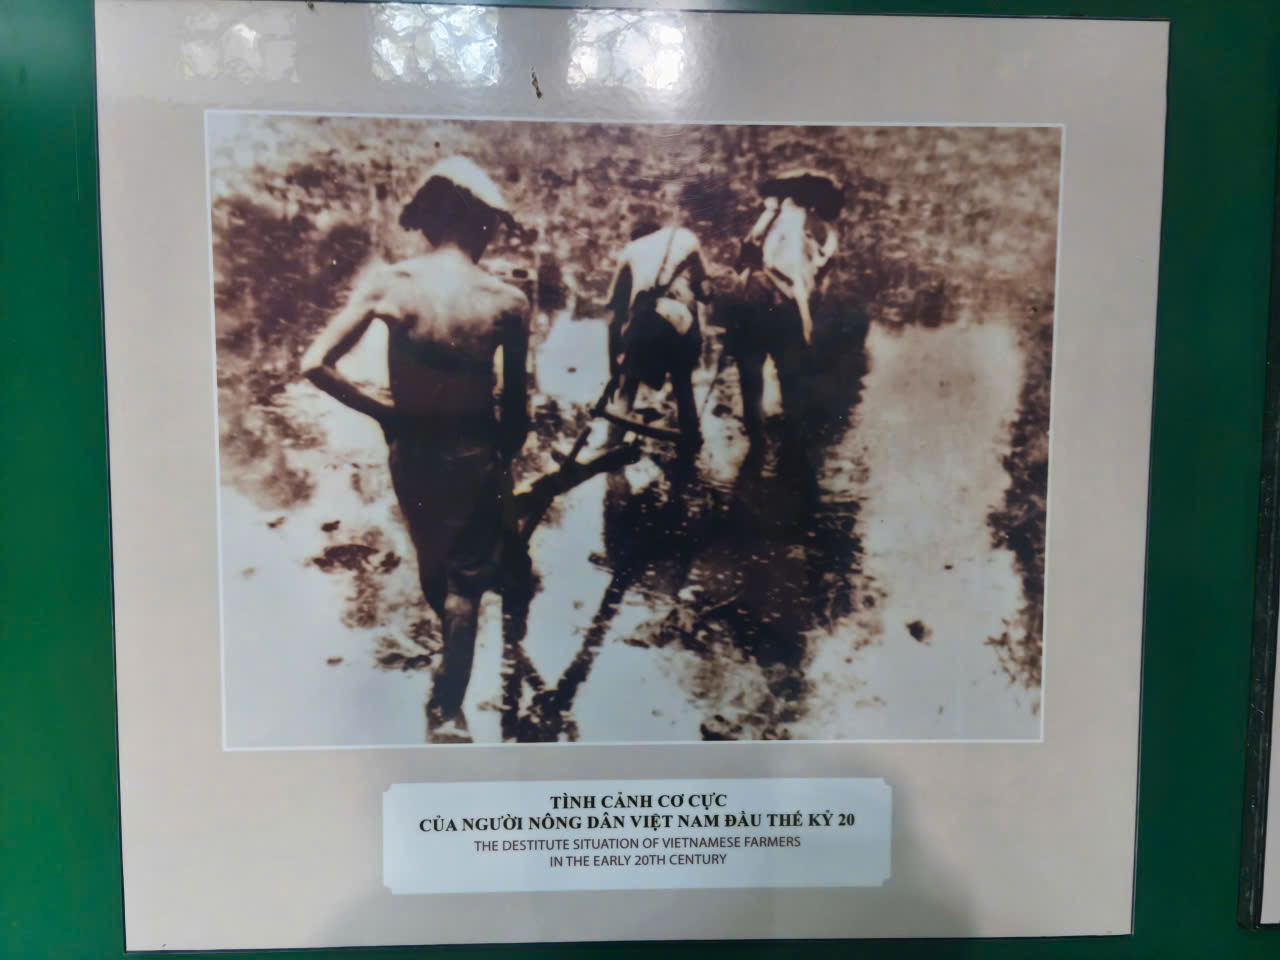 TÌNH CẢNH CƠ CỰC
CỦA NGƯỜI NÔNG DÂN VIỆT NAM ĐẦU THẾ KỶ 20
THE DESTITUTE SITUATION OF VIETNAMESE FARMERS
IN THE EARLY 20TH CENTURY